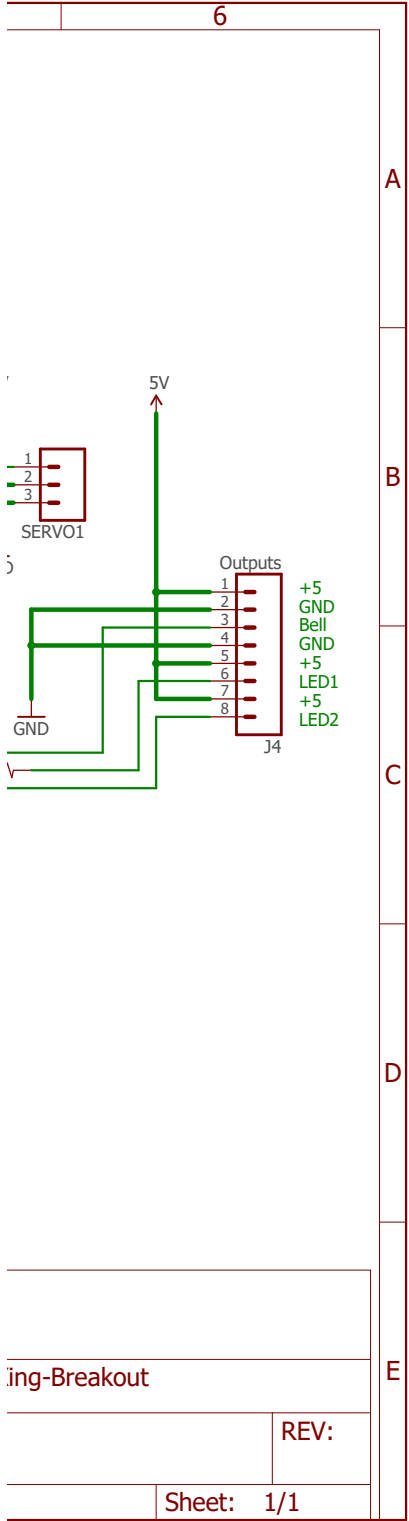 6
A
5V
B
1
2
3
SERVO1
Outputs
1
2
3
4
5
6
7
8
+5
GND
Bell
GND
+5
LED1
+5
LED2
J4
GND
C
D
E
ing-Breakout
REV:
Sheet: 1/1